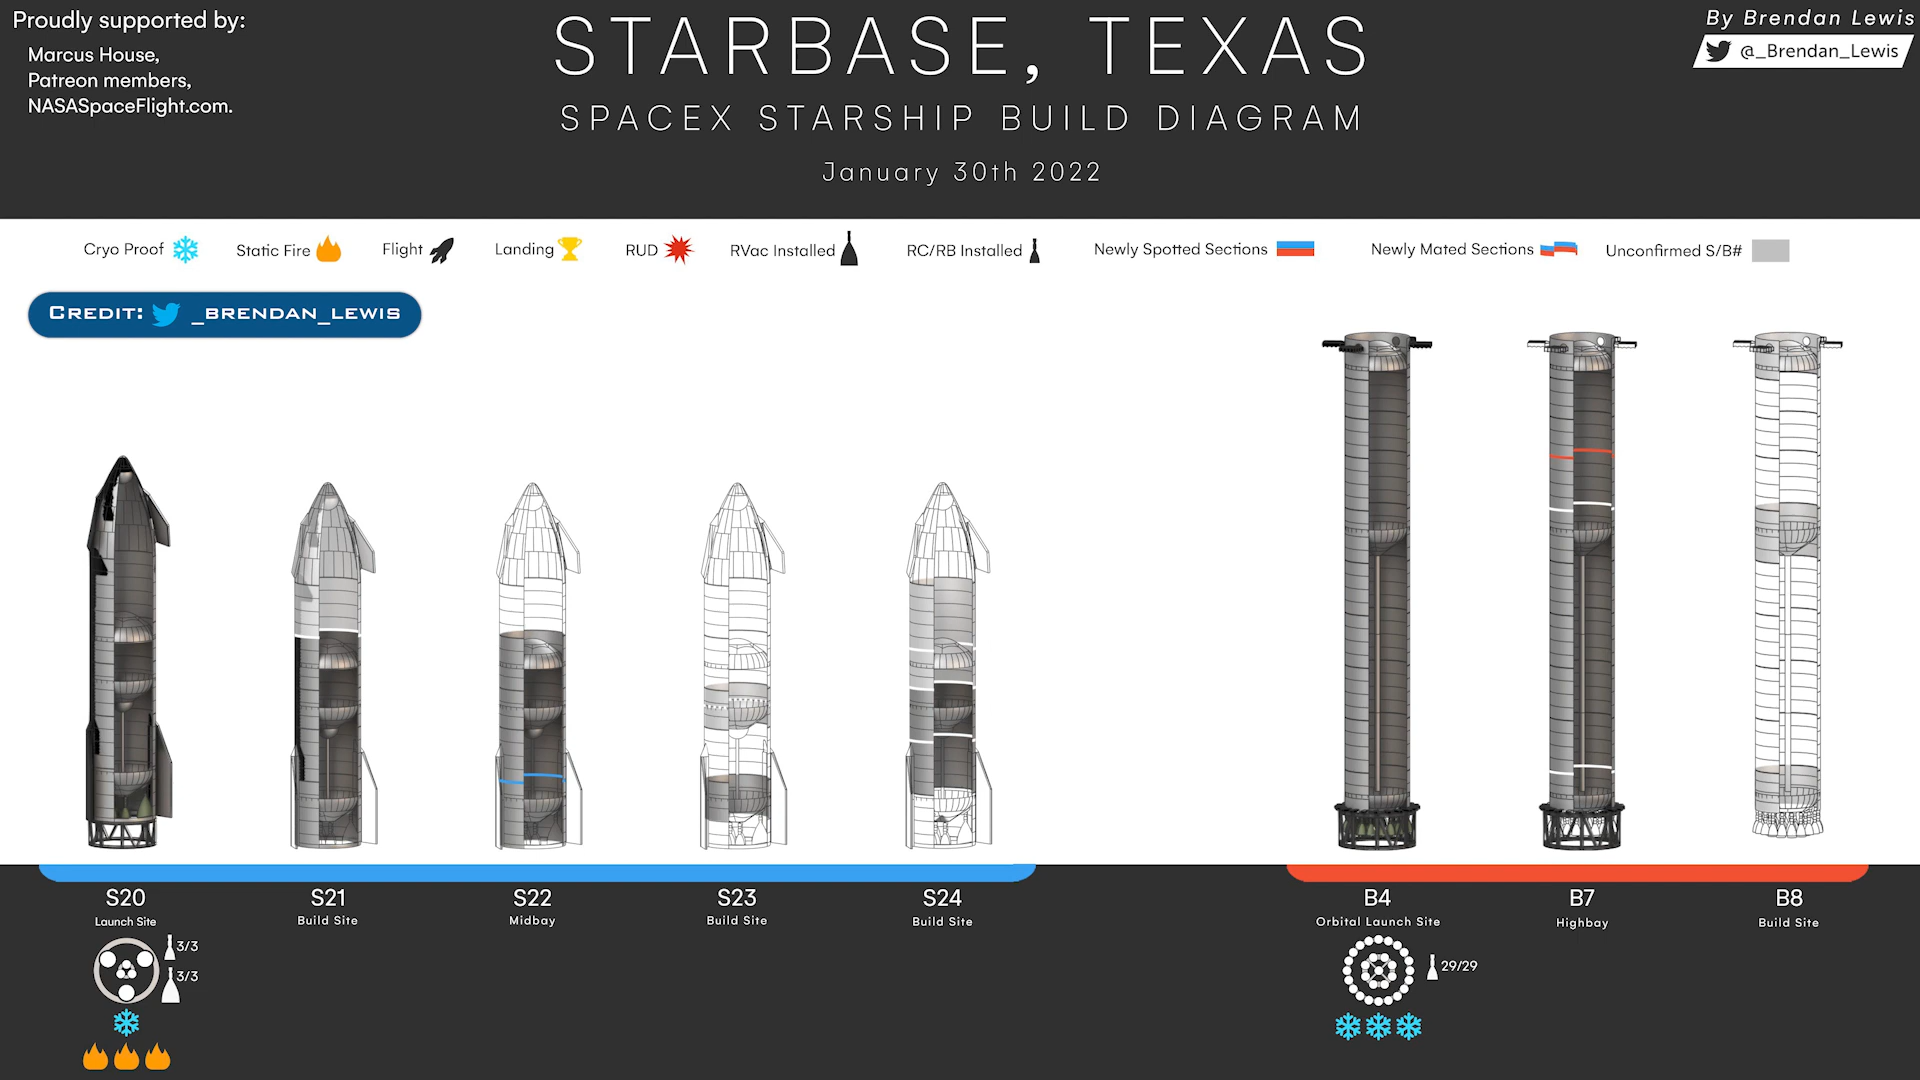 Proudly supported by:
Marcus House,
Patreon members,
NASASpaceFlight.com.
STARBASE, TEXAS
SPACEX STARSHIP BUILD DIAGRAM
January 30th 2022
By Brendan Lewis
@_Brendan_Lewis
Cryo Proof
Static Fire
Flight
Landing
RUD
RVac Installed
RC/RB Installed
Newly Spotted Sections
Newly Mated Sections
Unconfirmed S/B#
CREDIT: _BRENDAN_LEWIS
S20
Launch Site
3/3
3/3
S21
Build Site
S22
Midbay
S23
Build Site
S24
Build Site
B4
Orbital Launch Site
29/29
B7
Highbay
B8
Build Site